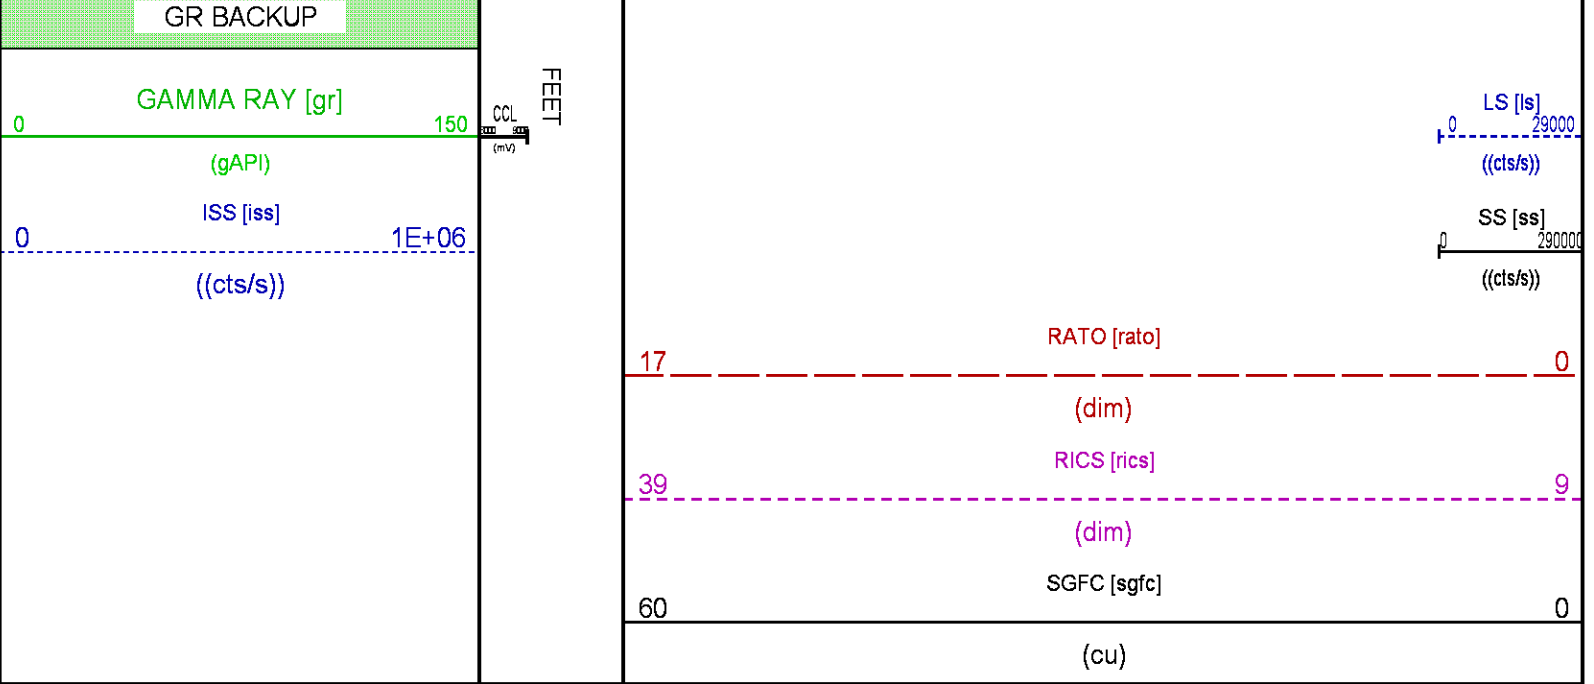 GR BACKUP
GAMMA RAY [gr]
0 150
(gAPI)
ISS [iss]
0 1E+06
((cts/s))
FEET
CCL
(mV)
LS [ls]
0 29000
((cts/s))
SS [ss]
0 290000
((cts/s))
RATO [rato]
17 0
(dim)
RICS [rics]
39 9
(dim)
SGFC [sgfc]
60 0
(cu)